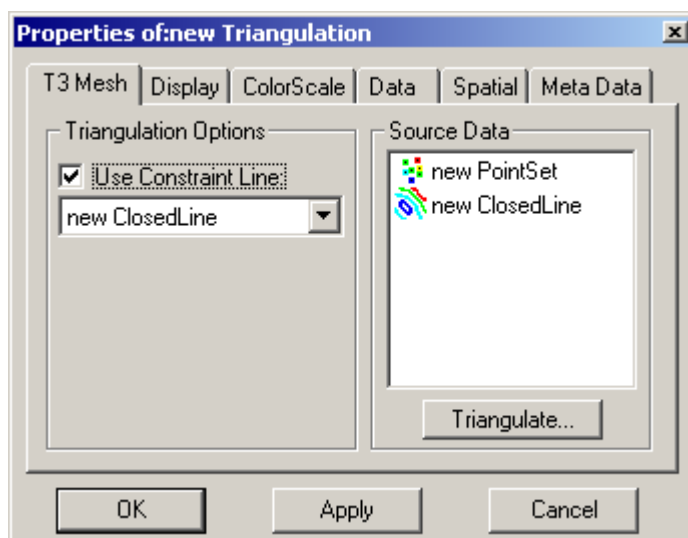 Properties of:new Triangulation
T3 Mesh
Display
ColorScale
Data
Spatial
Meta Data
Triangulation Options
Use Constraint Line:
new ClosedLine
Source Data
new PointSet
new ClosedLine
Triangulate...
OK
Apply
Cancel